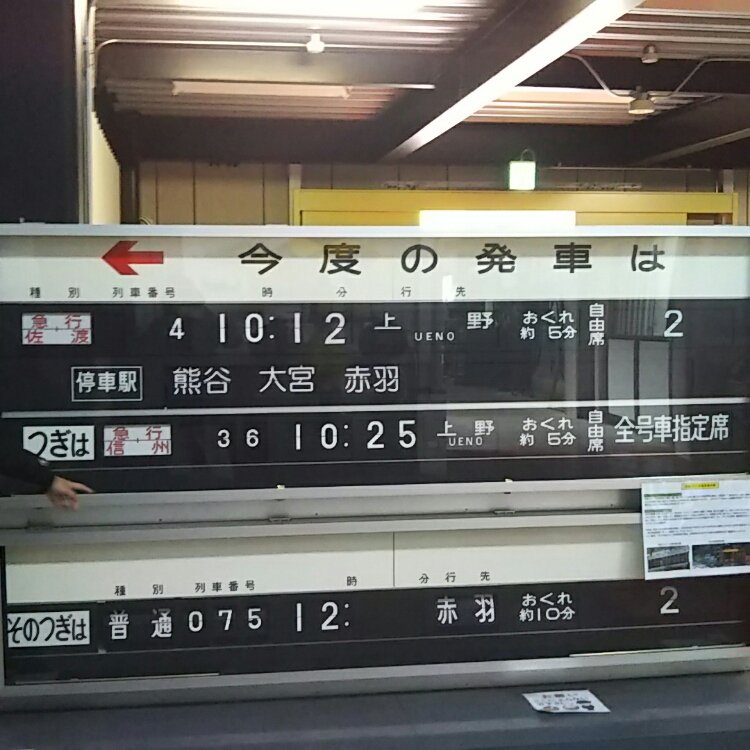 ← 今度の発車は
種別 列車番号 時 分 行先
急行 佐渡 4 10:12 上野 UENO おくれ 約 5分 自由席 2
停車駅 熊谷 大宮 赤羽
つぎは 急行 信州 36 10:25 上野 UENO おくれ 約 5分 自由席 全号車指定席
種別 列車番号 時 分 行先
そのつぎは 普通 075 12: 赤羽 おくれ 約10分 2